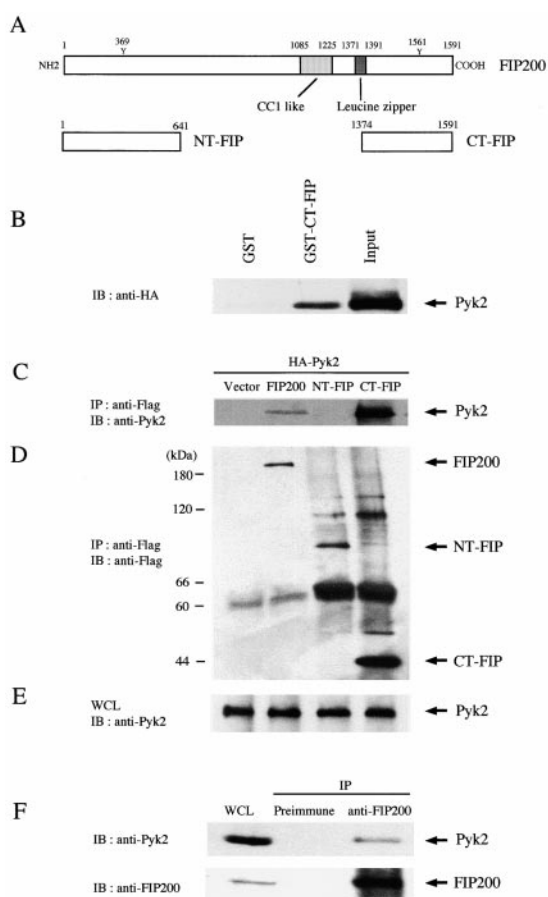 A
1 369 1085 1225 1371 1391 1561 1591
Y Y
NH2 COOH FIP200
CC1 like Leucine zipper
1 641 1374 1591
NT-FIP CT-FIP
B
GST
GST-CT-FIP
Input
IB : anti-HA
Pyk2
HA-Pyk2
C
Vector FIP200 NT-FIP CT-FIP
IP : anti-Flag
IB : anti-Pyk2
Pyk2
D
(kDa)
FIP200
180
120
IP : anti-Flag
IB : anti-Flag
NT-FIP
66
60
44
CT-FIP
E
WCL
IB : anti-Pyk2
Pyk2
IP
F
WCL Preimmune anti-FIP200
IB : anti-Pyk2
Pyk2
IB : anti-FIP200
FIP200